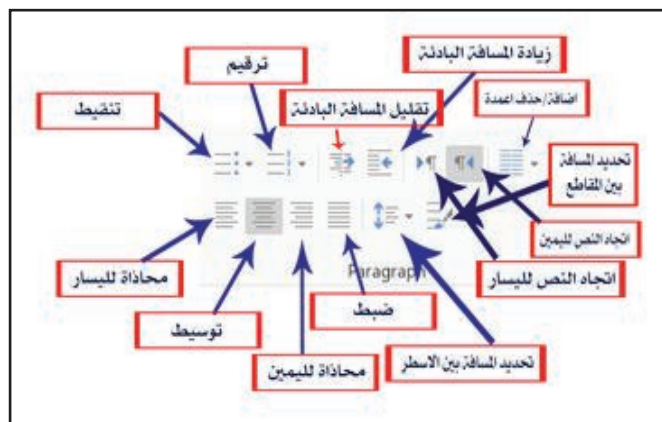 زيادة المسافة البادئة
ترقيم
تقليل المسافة البادئة
اضافة/حذف اعمدة
تنقيط
تحديد المسافة
بين المقاطع
اتجاه النص لليمين
محاذاة لليسار
Paragraph
اتجاه النص لليسار
ضبط
توسيط
محاذاة لليمين
تحديد المسافة بين الاسطر